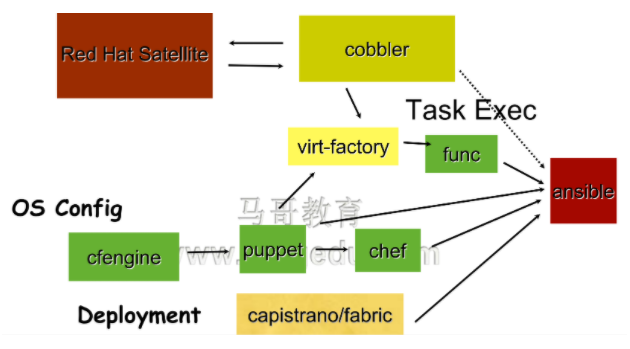 Red Hat Satellite
cobbler
Task Exec
virt-factory
func
ansible
OS Config
马哥教育
cfengine
puppet
chef
www.
edu.com
Deployment
capistrano/fabric